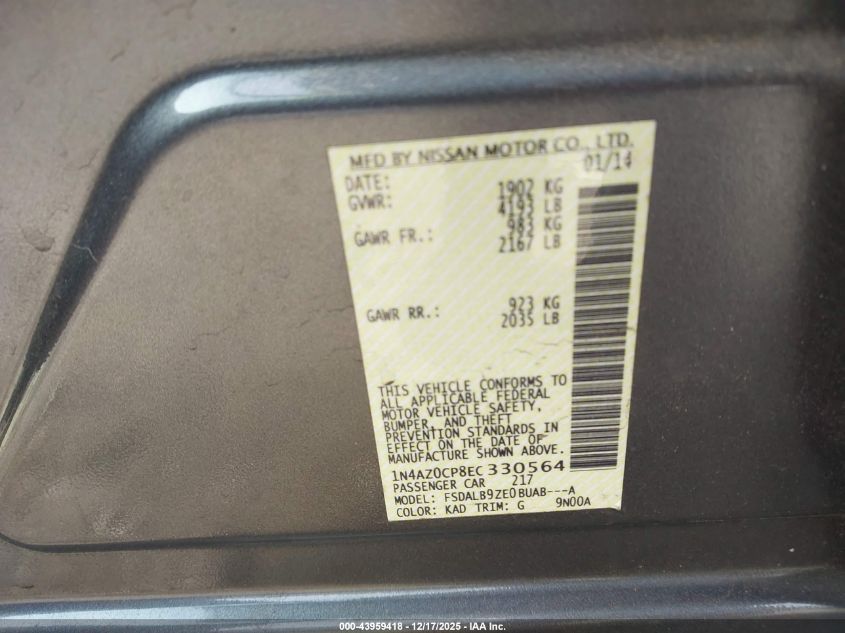 MFD BY NISSAN MOTOR CO., LTD.
DATE: 01/14
GVWR: 1902 KG
4193 LB
GAWR FR.: 983 KG
2167 LB
GAWR RR.: 923 KG
2035 LB
THIS VEHICLE CONFORMS TO
ALL APPLICABLE FEDERAL
MOTOR VEHICLE SAFETY,
BUMPER, AND THEFT
PREVENTION STANDARDS IN
EFFECT ON THE DATE OF
MANUFACTURE SHOWN ABOVE.
1N4AZ0CP8EC330564
PASSENGER CAR 217
MODEL: FSDALB9ZE0BUAB---A
COLOR: KAD TRIM: G 9N00A
000-43959418 - 12/17/2025 - IAA Inc.